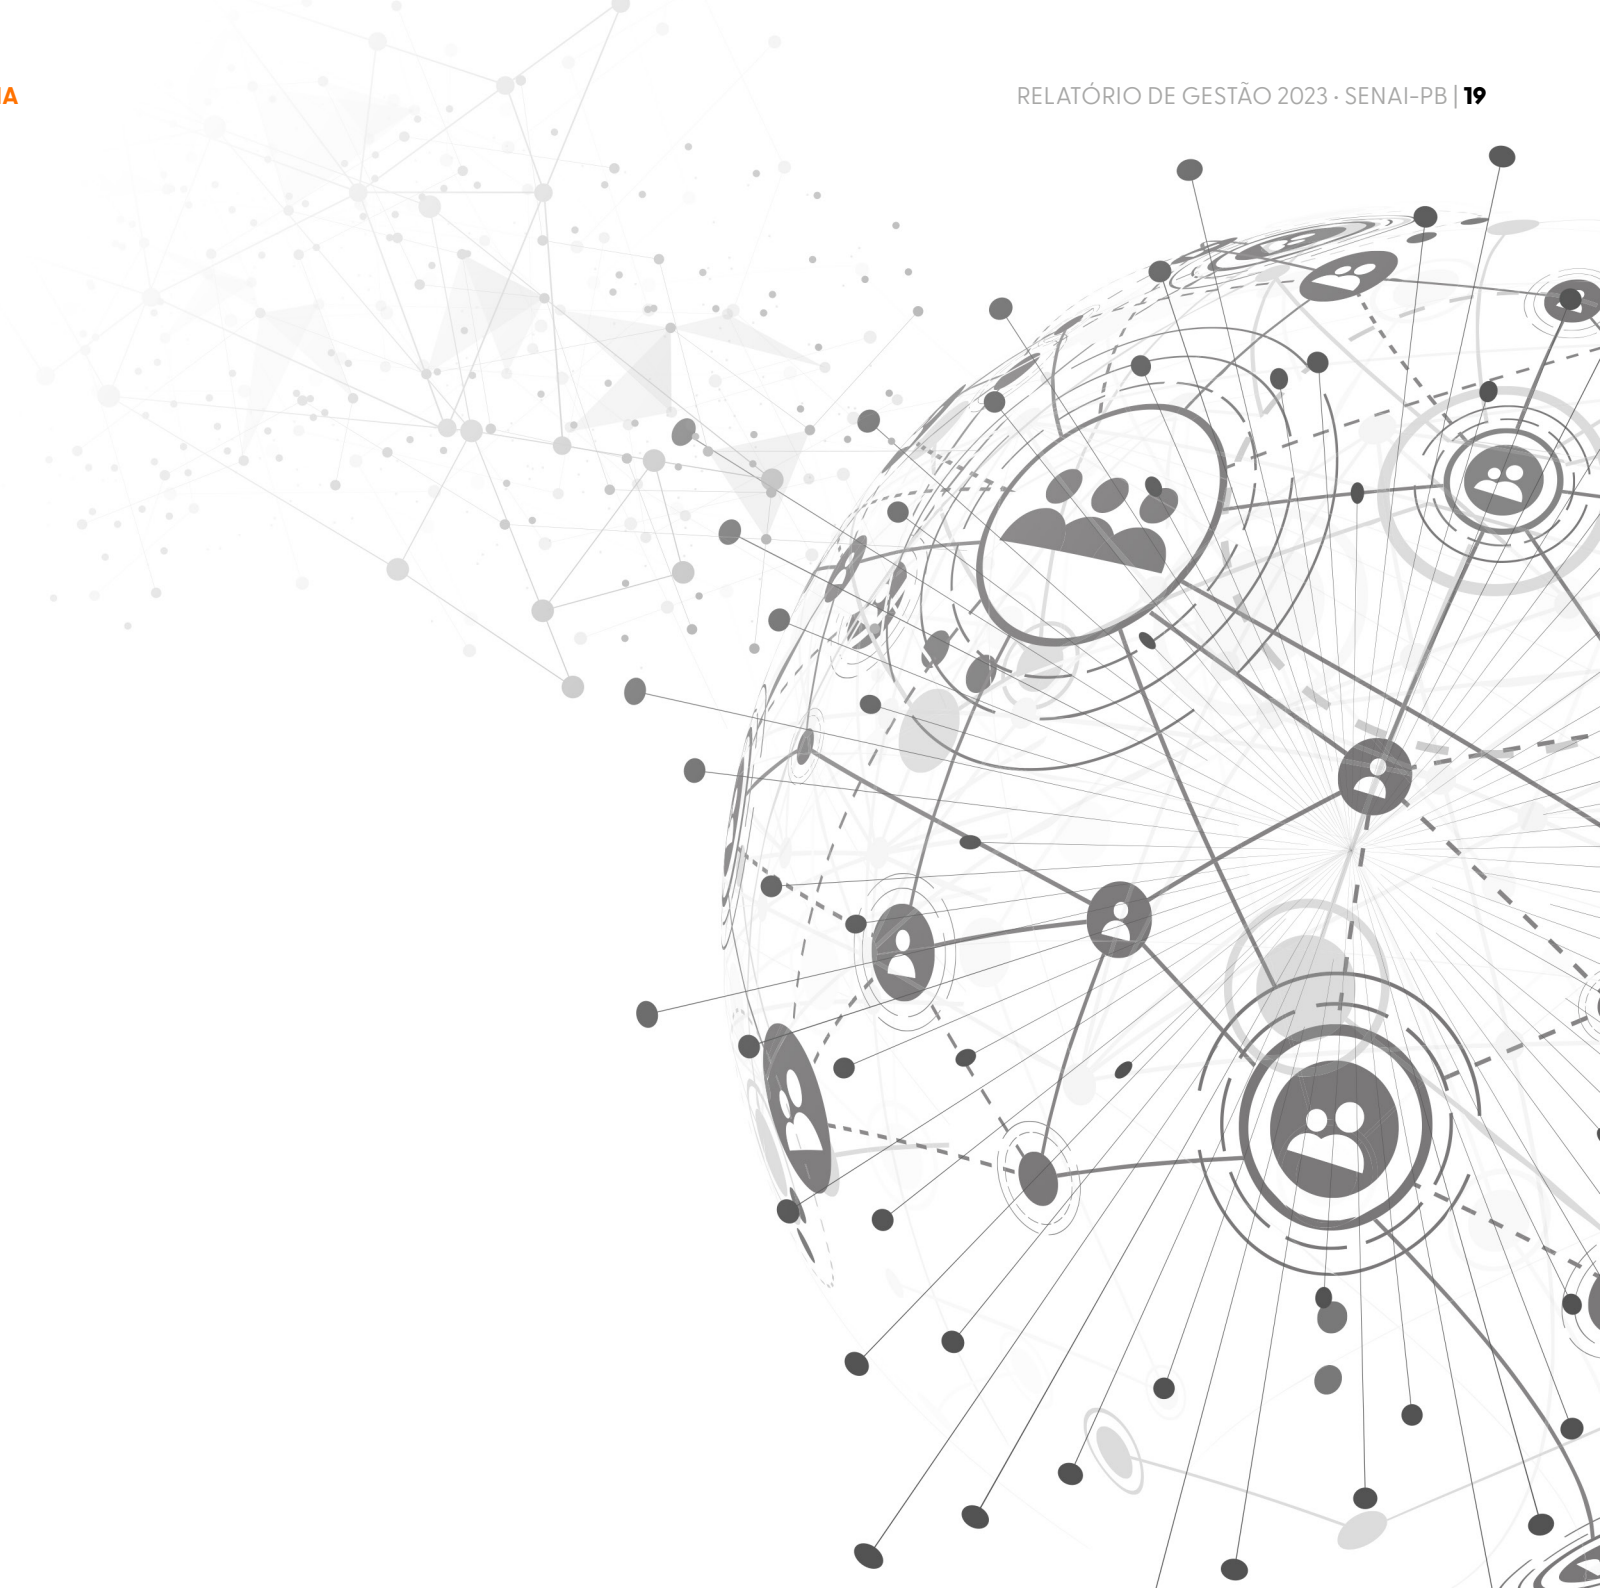 RELATÓRIO DE GESTÃO 2023 · SENAI-PB | 19